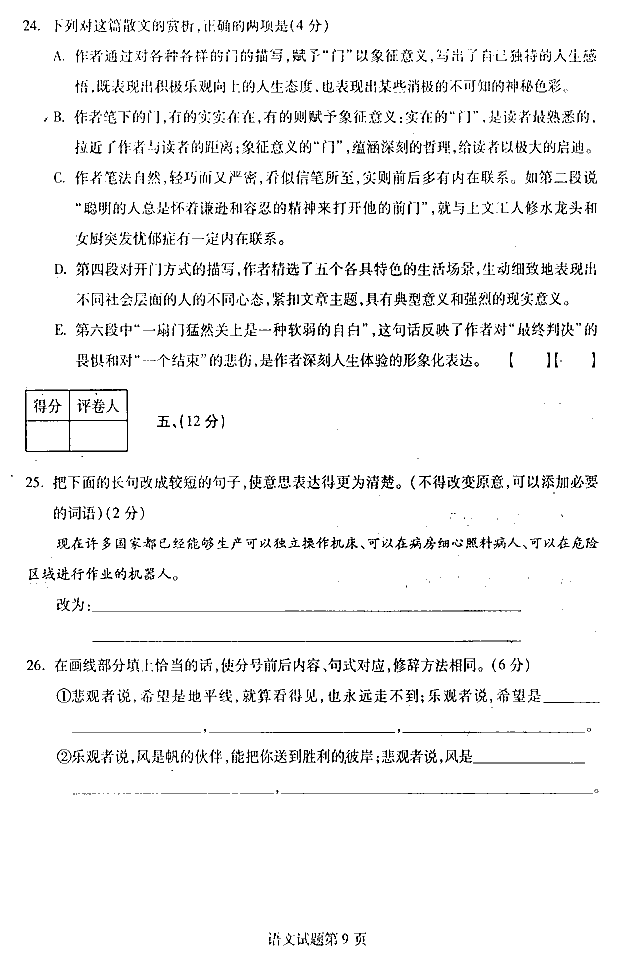 24. 下列对这篇散文的赏析,正确的两项是(4 分)
A. 作者通过对各种各样的门的描写,赋予“门”以象征意义,写出了自己独特的人生感
悟,既表现出积极乐观向上的人生态度,也表现出某些消极的不可知的神秘色彩。
B. 作者笔下的门,有的实实在在,有的则赋予象征意义;实在的“门”,是读者最熟悉的,
拉近了作者与读者的距离;象征意义的“门”,蕴涵深刻的哲理,给读者以极大的启迪。
C. 作者笔法自然,轻巧而又严密,看似信笔所至,实则前后多有内在联系。如第二段说
“聪明的人总是怀着谦逊和容忍的精神来打开他的前门”,就与上文工人修水龙头和
女厨突发忧郁症有一定内在联系。
D. 第四段对开门方式的描写,作者精选了五个各具特色的生活场景,生动细致地表现出
不同社会层面的人的不同心态,紧扣文章主题,具有典型意义和强烈的现实意义。
E. 第六段中“一扇门猛然关上是一种软弱的自白”,这句话反映了作者对“最终判决”的
畏惧和对“一个结束”的悲伤,是作者深刻人生体验的形象化表达。 【 】【 】
得分 评卷人
五、(12 分)
25. 把下面的长句改成较短的句子,使意思表达得更为清楚。(不得改变原意,可以添加必要
的词语)(2 分)
现在许多国家都已经能够生产可以独立操作机床、可以在病房细心照料病人、可以在危险
区域进行作业的机器人。
改为:
26. 在画线部分填上恰当的话,使分号前后内容、句式对应,修辞方法相同。(6 分)
①悲观者说,希望是地平线,就算看得见,也永远走不到;乐观者说,希望是______
______,______,______。
②乐观者说,风是帆的伙伴,能把你送到胜利的彼岸;悲观者说,风是______
______,______。
语文试题第 9 页